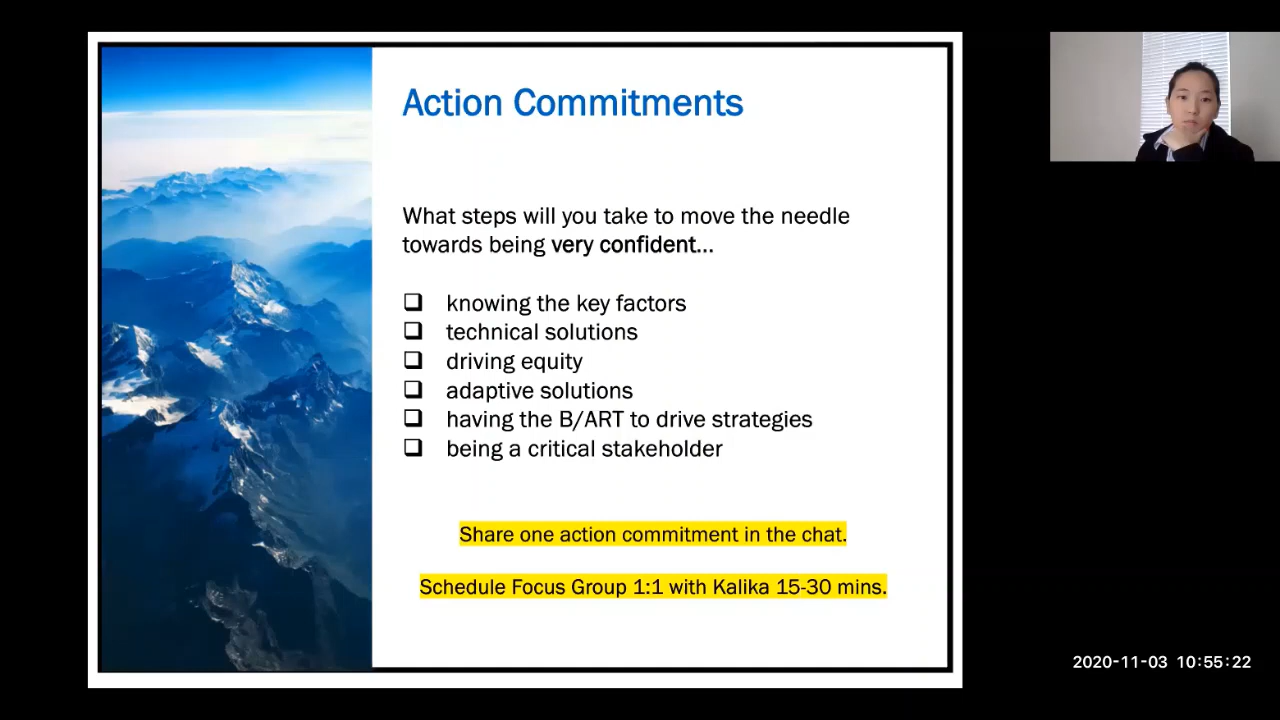 Action Commitments
What steps will you take to move the needle
towards being very confident...
❑ knowing the key factors
❑ technical solutions
❑ driving equity
❑ adaptive solutions
❑ having the B/ART to drive strategies
❑ being a critical stakeholder
Share one action commitment in the chat.
Schedule Focus Group 1:1 with Kalika 15-30 mins.
2020-11-03 10:55:22